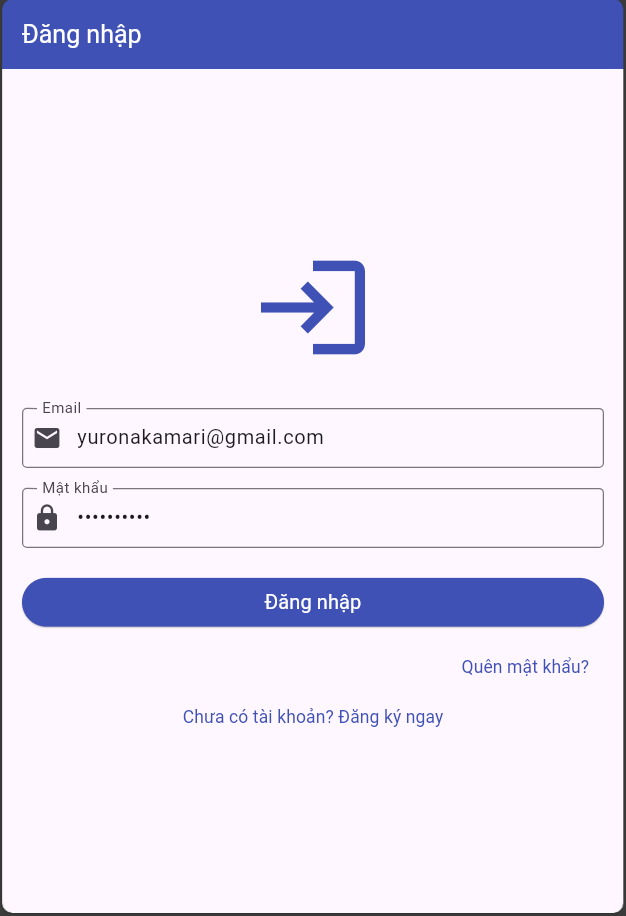 Đăng nhập
Email
yuronakamari@gmail.com
Mật khẩu
••••••••••
Đăng nhập
Quên mật khẩu?
Chưa có tài khoản? Đăng ký ngay